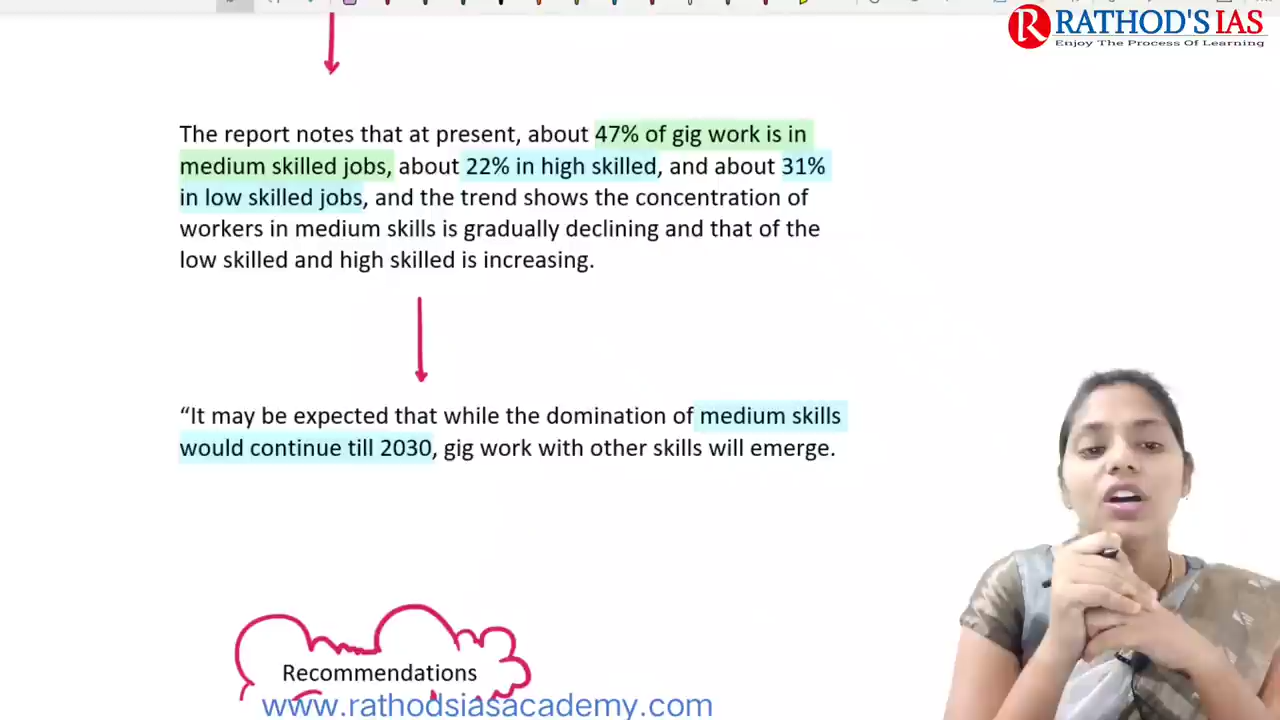 RATHOD'S IAS
Enjoy The Process Of Learning
The report notes that at present, about 47% of gig work is in
medium skilled jobs, about 22% in high skilled, and about 31%
in low skilled jobs, and the trend shows the concentration of
workers in medium skills is gradually declining and that of the
low skilled and high skilled is increasing.
“It may be expected that while the domination of medium skills
would continue till 2030, gig work with other skills will emerge.
Recommendations
www.rathodsiasacademy.com